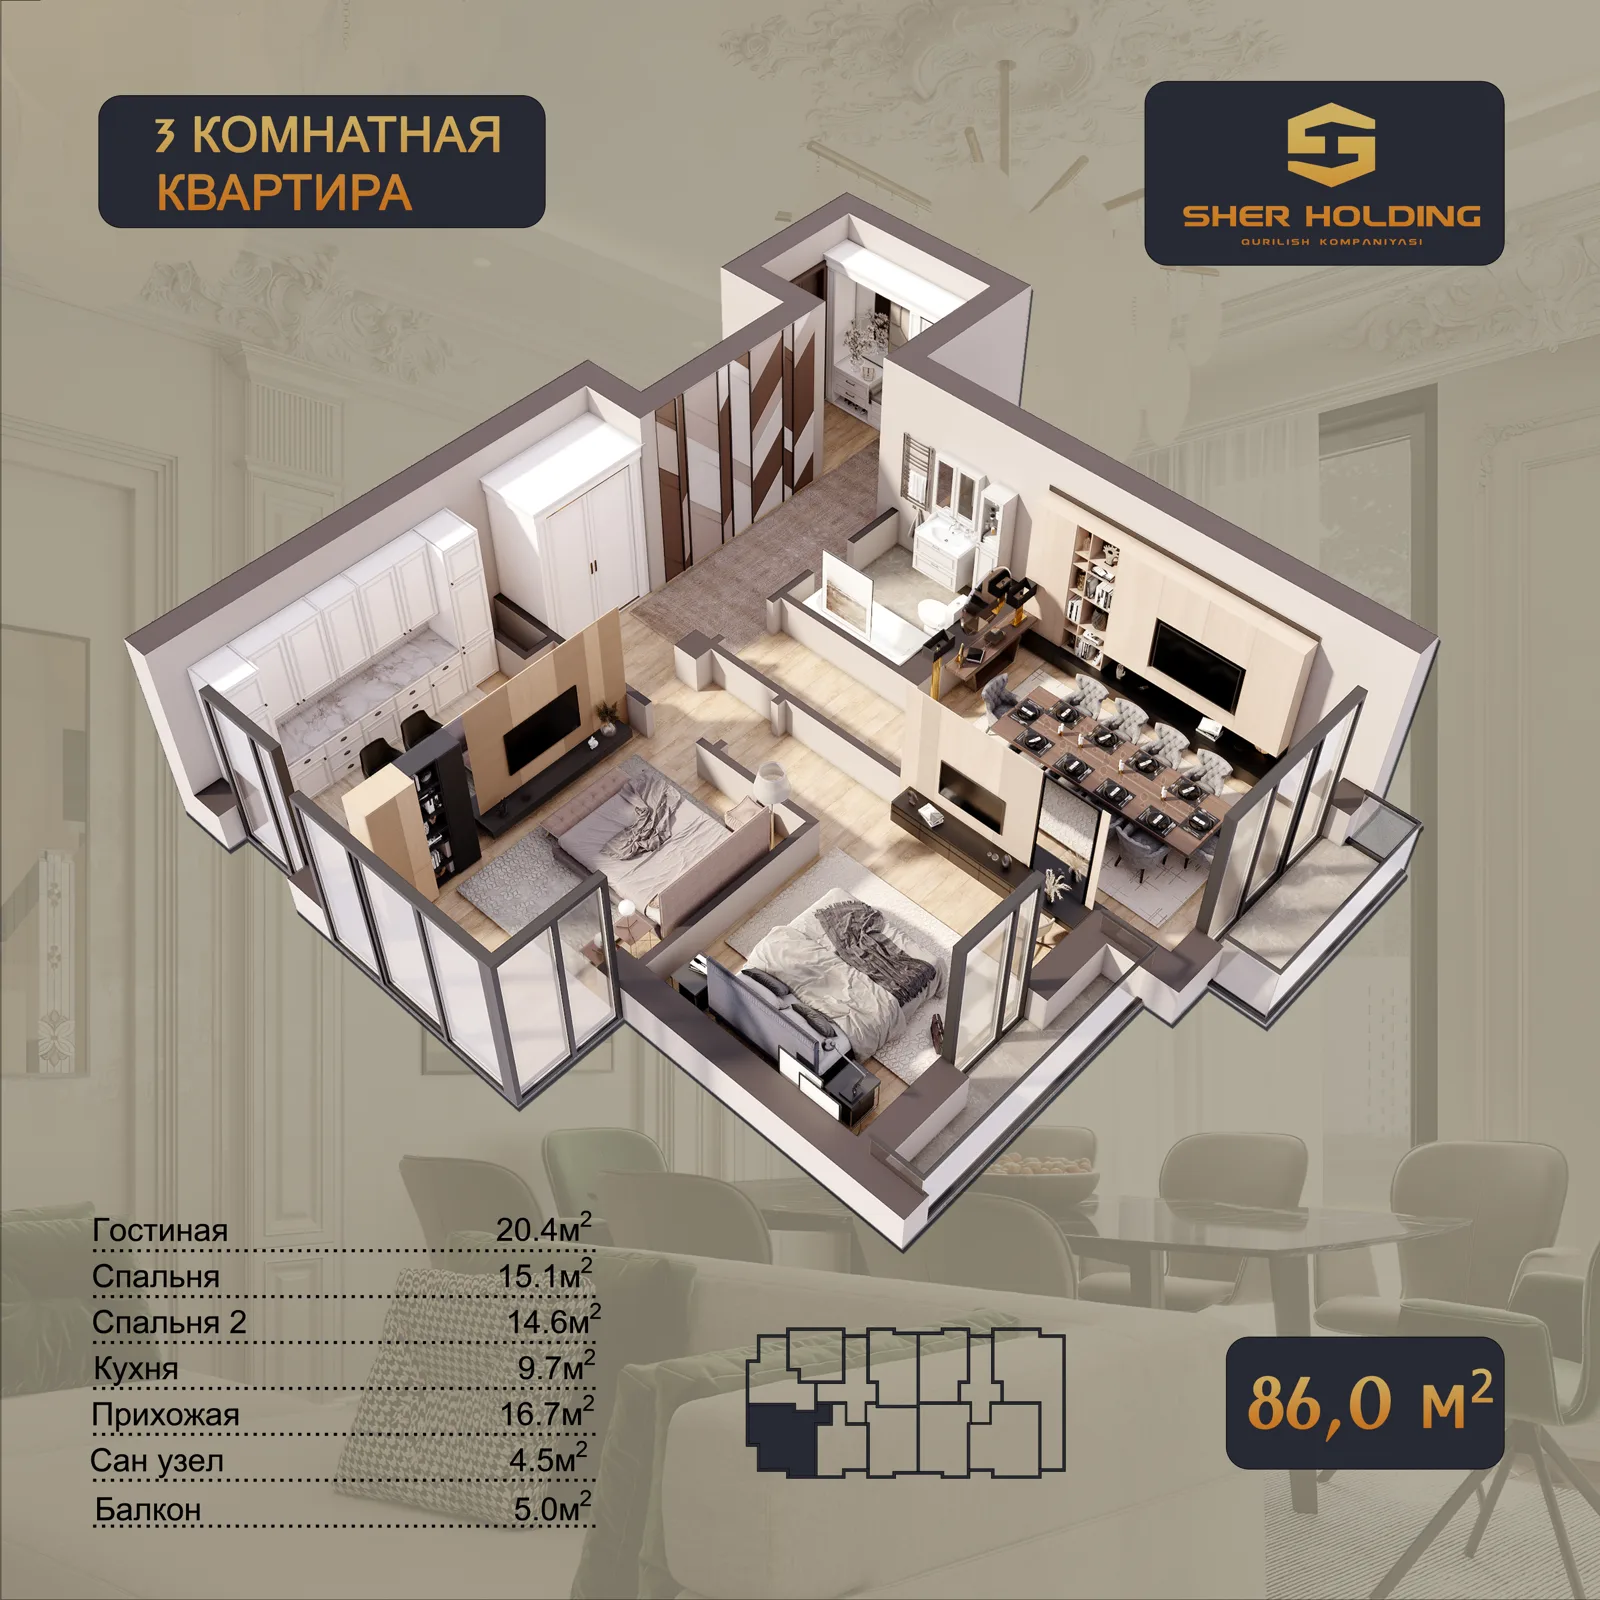 3 КОМНАТНАЯ
КВАРТИРА
SHER HOLDING
QURILISH KOMPANIYASI
Гостиная 20.4м²
Спальня 15.1м²
Спальня 2 14.6м²
Кухня 9.7м²
Прихожая 16.7м²
Сан узел 4.5м²
Балкон 5.0м²
86,0 м²